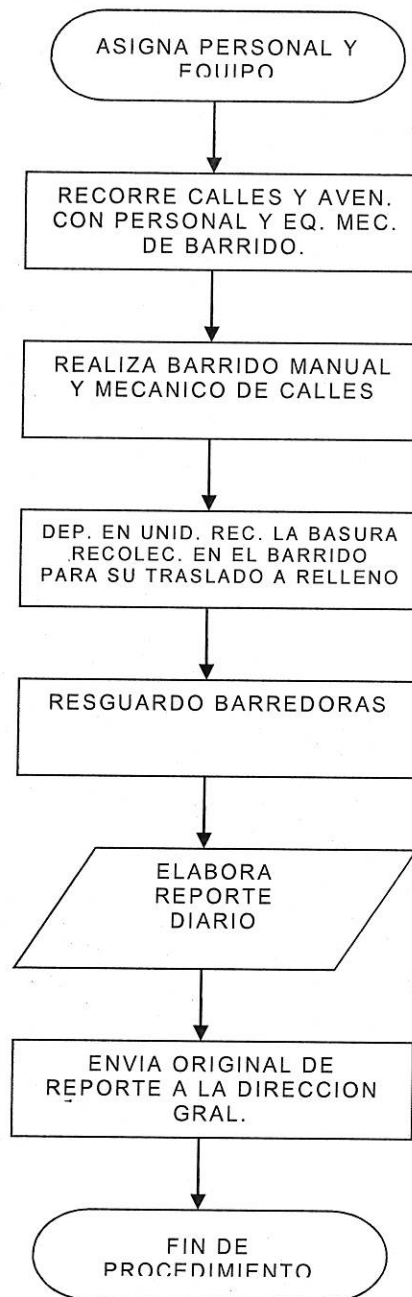 ASIGNA PERSONAL Y
EQUIPO
RECORRE CALLES Y AVEN.
CON PERSONAL Y EQ. MEC.
DE BARRIDO.
REALIZA BARRIDO MANUAL
Y MECANICO DE CALLES
DEP. EN UNID. REC. LA BASURA
RECOLEC. EN EL BARRIDO
PARA SU TRASLADO A RELLENO
RESGUARDO BARREDORAS
ELABORA
REPORTE
DIARIO
ENVIA ORIGINAL DE
REPORTE A LA DIRECCION
GRAL.
FIN DE
PROCEDIMIENTO